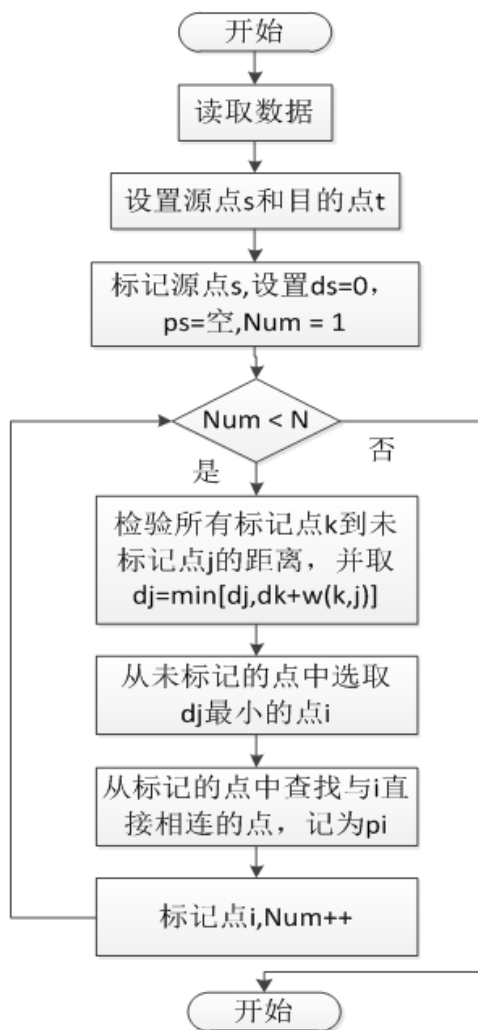 开始
读取数据
设置源点s和目的点t
标记源点s,设置ds=0，
ps=空,Num = 1
Num < N
否
是
检验所有标记点k到未
标记点j的距离，并取
dj=min[dj,dk+w(k,j)]
从未标记的点中选取
dj最小的点i
从标记的点中查找与i直
接相连的点，记为pi
标记点i,Num++
开始